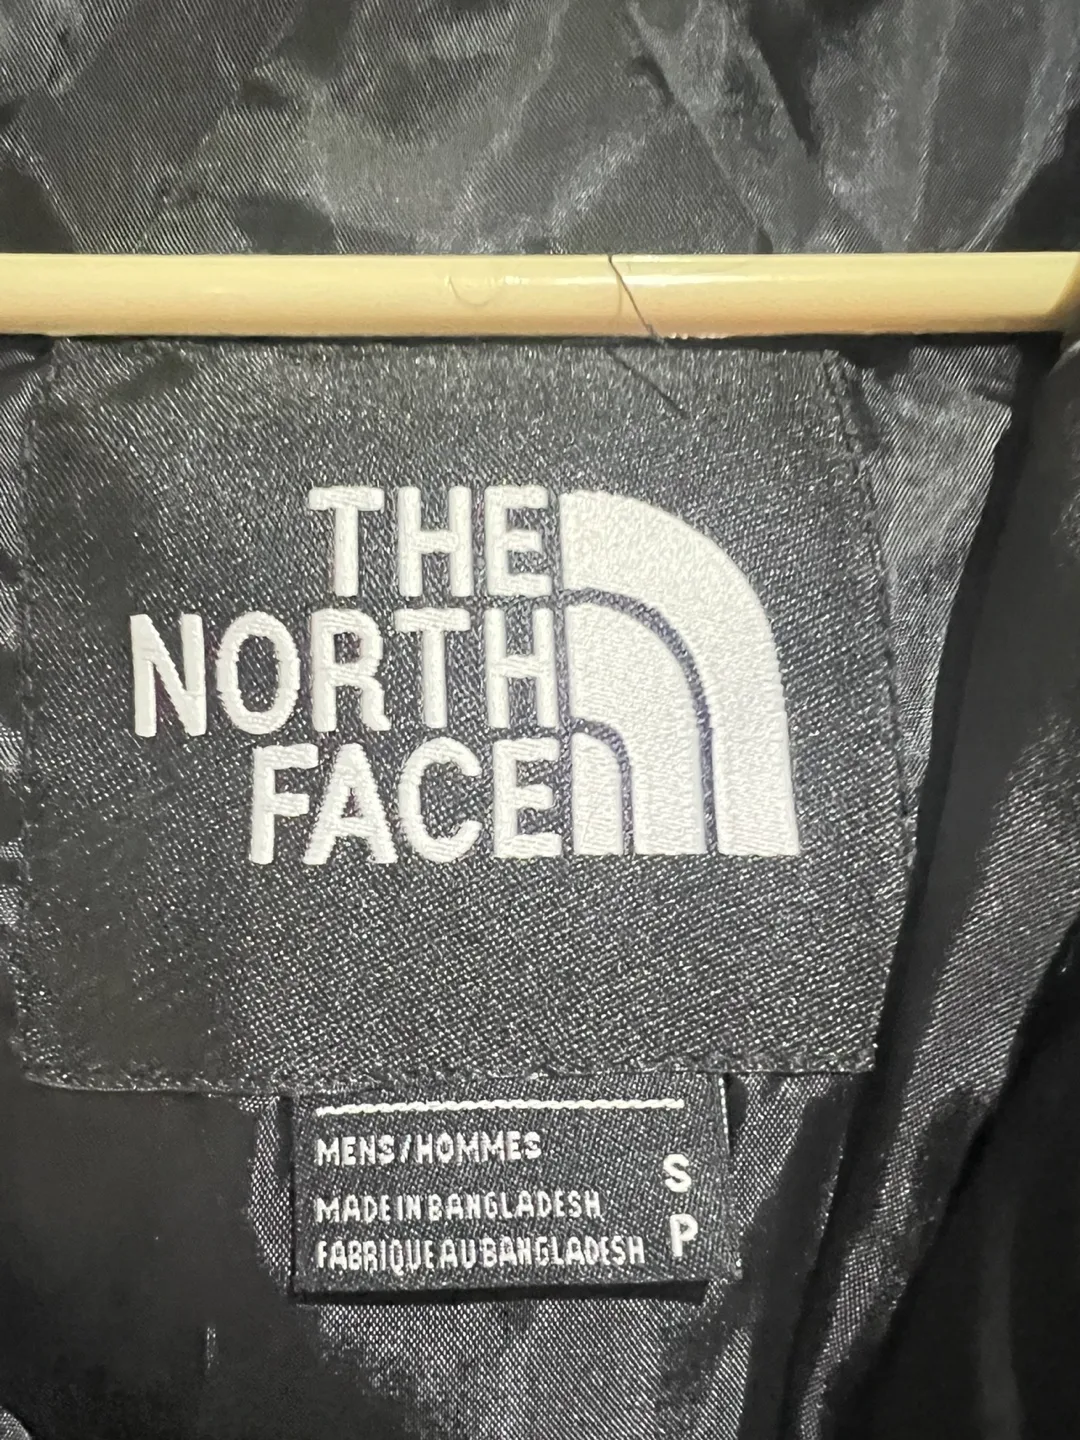 THE
NORTH
FACE
MENS/HOMMES
S
MADE IN BANGLADESH
P
FABRIQUE AU BANGLADESH